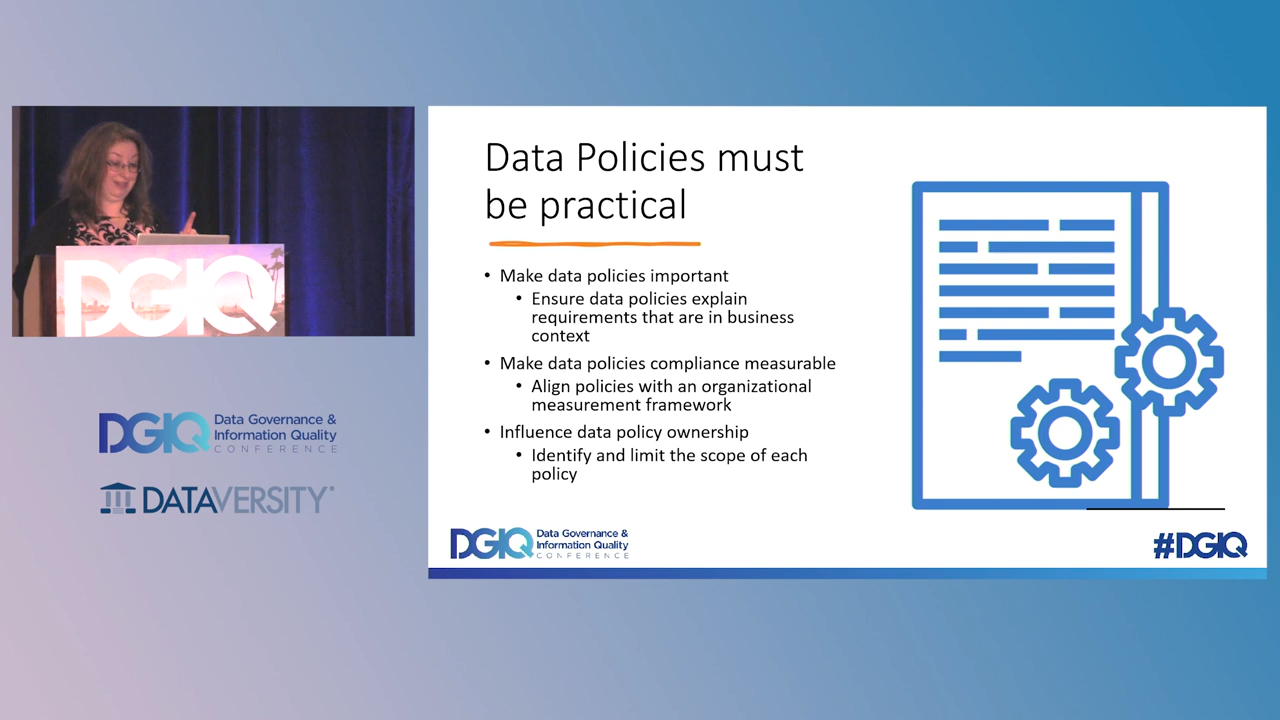 DGIQ
DGIQ Data Governance &
Information Quality
CONFERENCE
DATAVERSITY
Data Policies must
be practical
• Make data policies important
• Ensure data policies explain
requirements that are in business
context
• Make data policies compliance measurable
• Align policies with an organizational
measurement framework
• Influence data policy ownership
• Identify and limit the scope of each
policy
DGIQ Data Governance &
Information Quality
CONFERENCE
#DGIQ